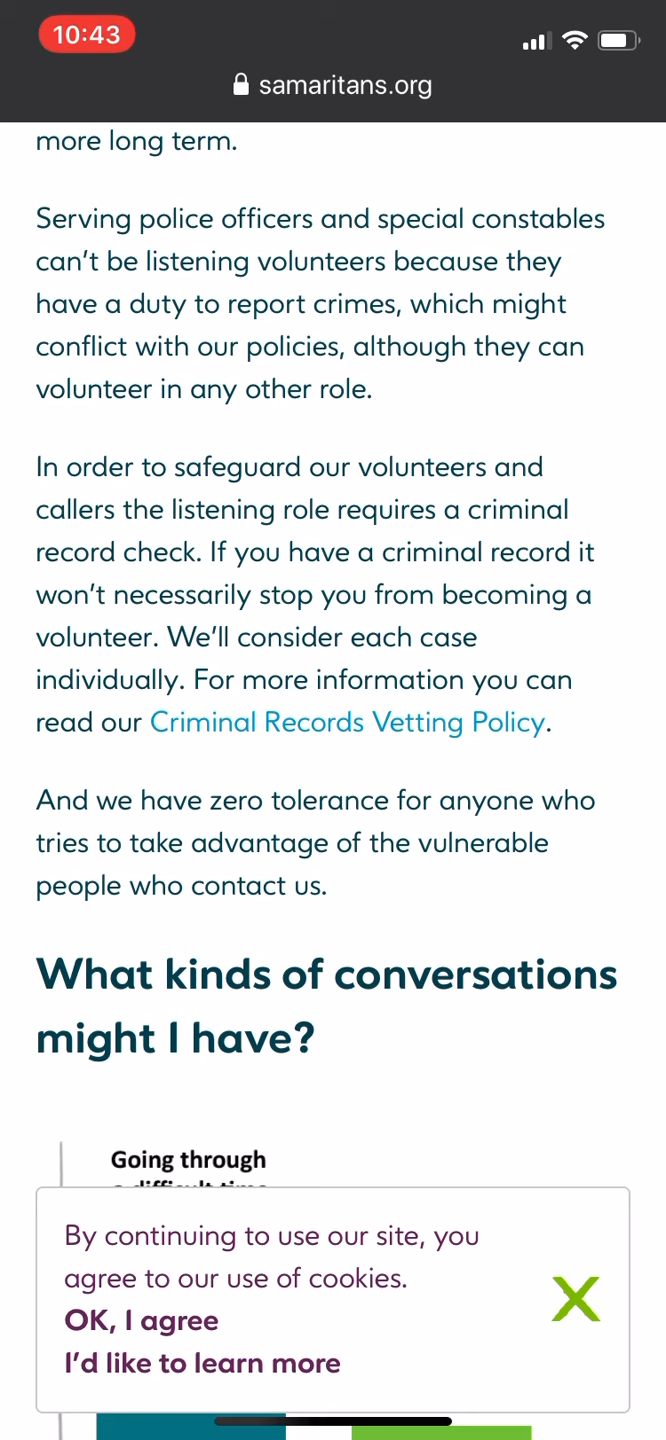 10:43
samaritans.org
more long term.
Serving police officers and special constables
can't be listening volunteers because they
have a duty to report crimes, which might
conflict with our policies, although they can
volunteer in any other role.
In order to safeguard our volunteers and
callers the listening role requires a criminal
record check. If you have a criminal record it
won't necessarily stop you from becoming a
volunteer. We'll consider each case
individually. For more information you can
read our Criminal Records Vetting Policy.
And we have zero tolerance for anyone who
tries to take advantage of the vulnerable
people who contact us.
What kinds of conversations
might I have?
Going through
a difficult time
By continuing to use our site, you
agree to our use of cookies.
OK, I agree
I'd like to learn more